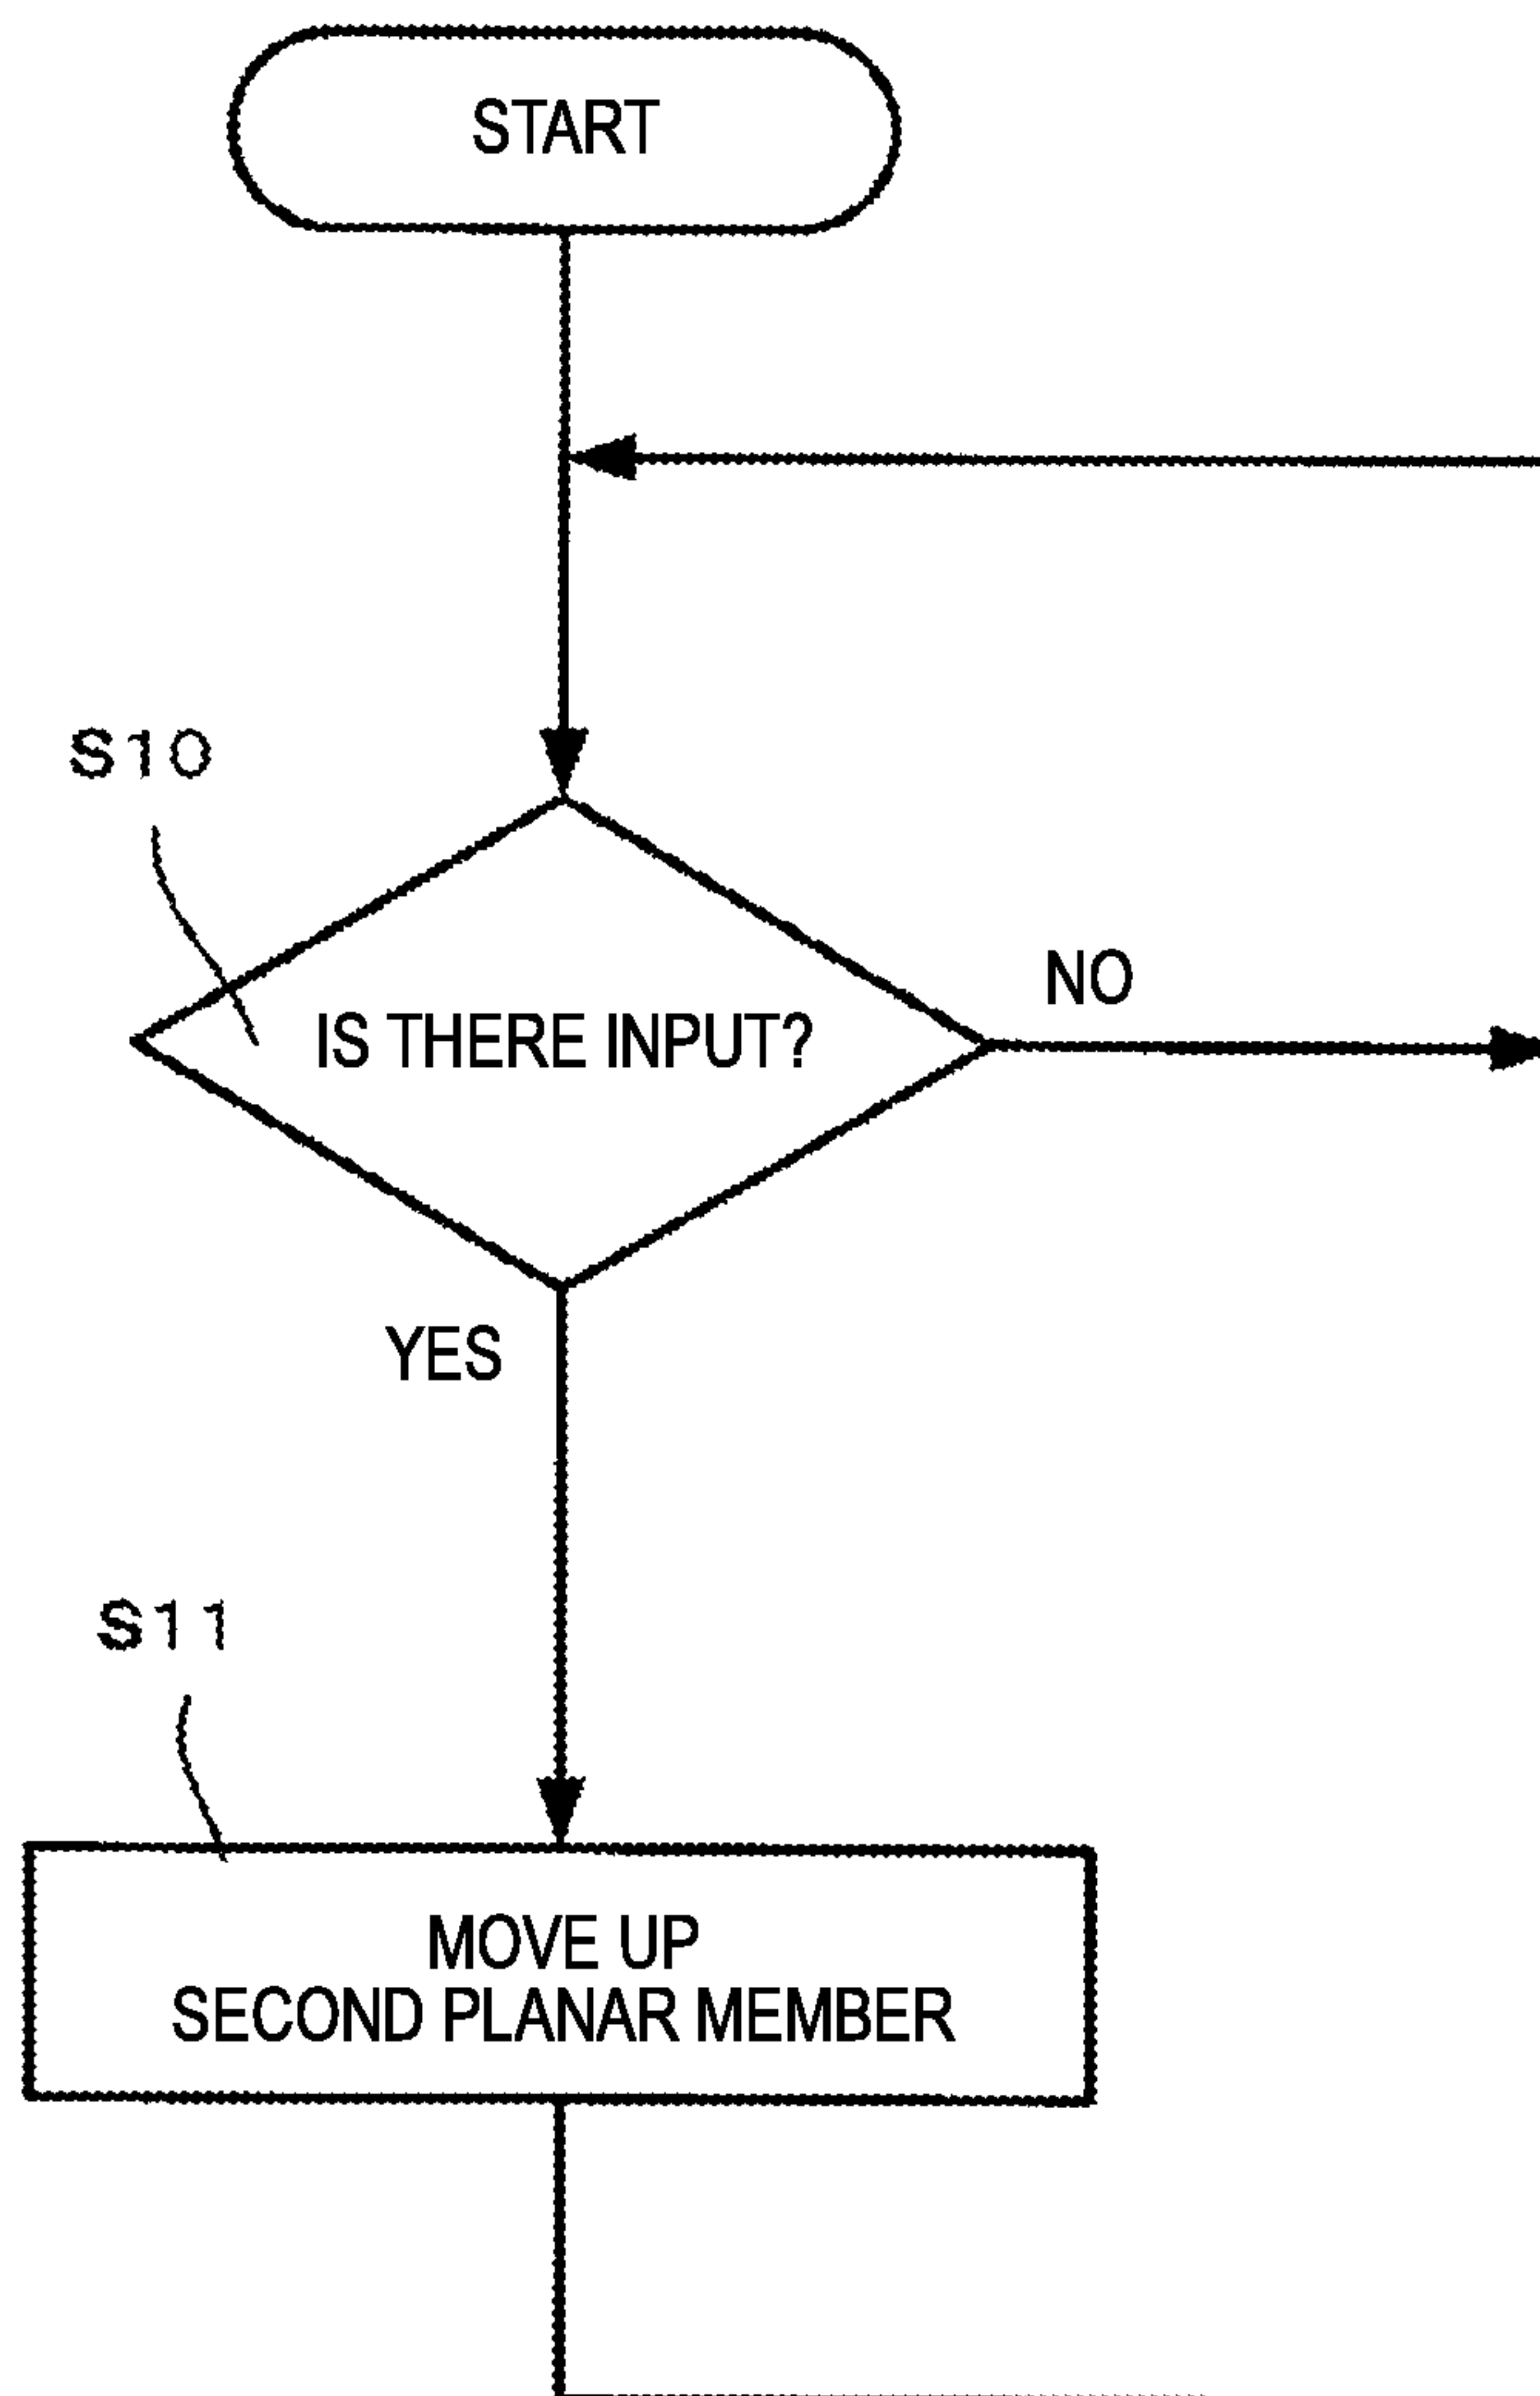 START
S10
NO
IS THERE INPUT?
YES
S11
MOVE UP
SECOND PLANAR MEMBER